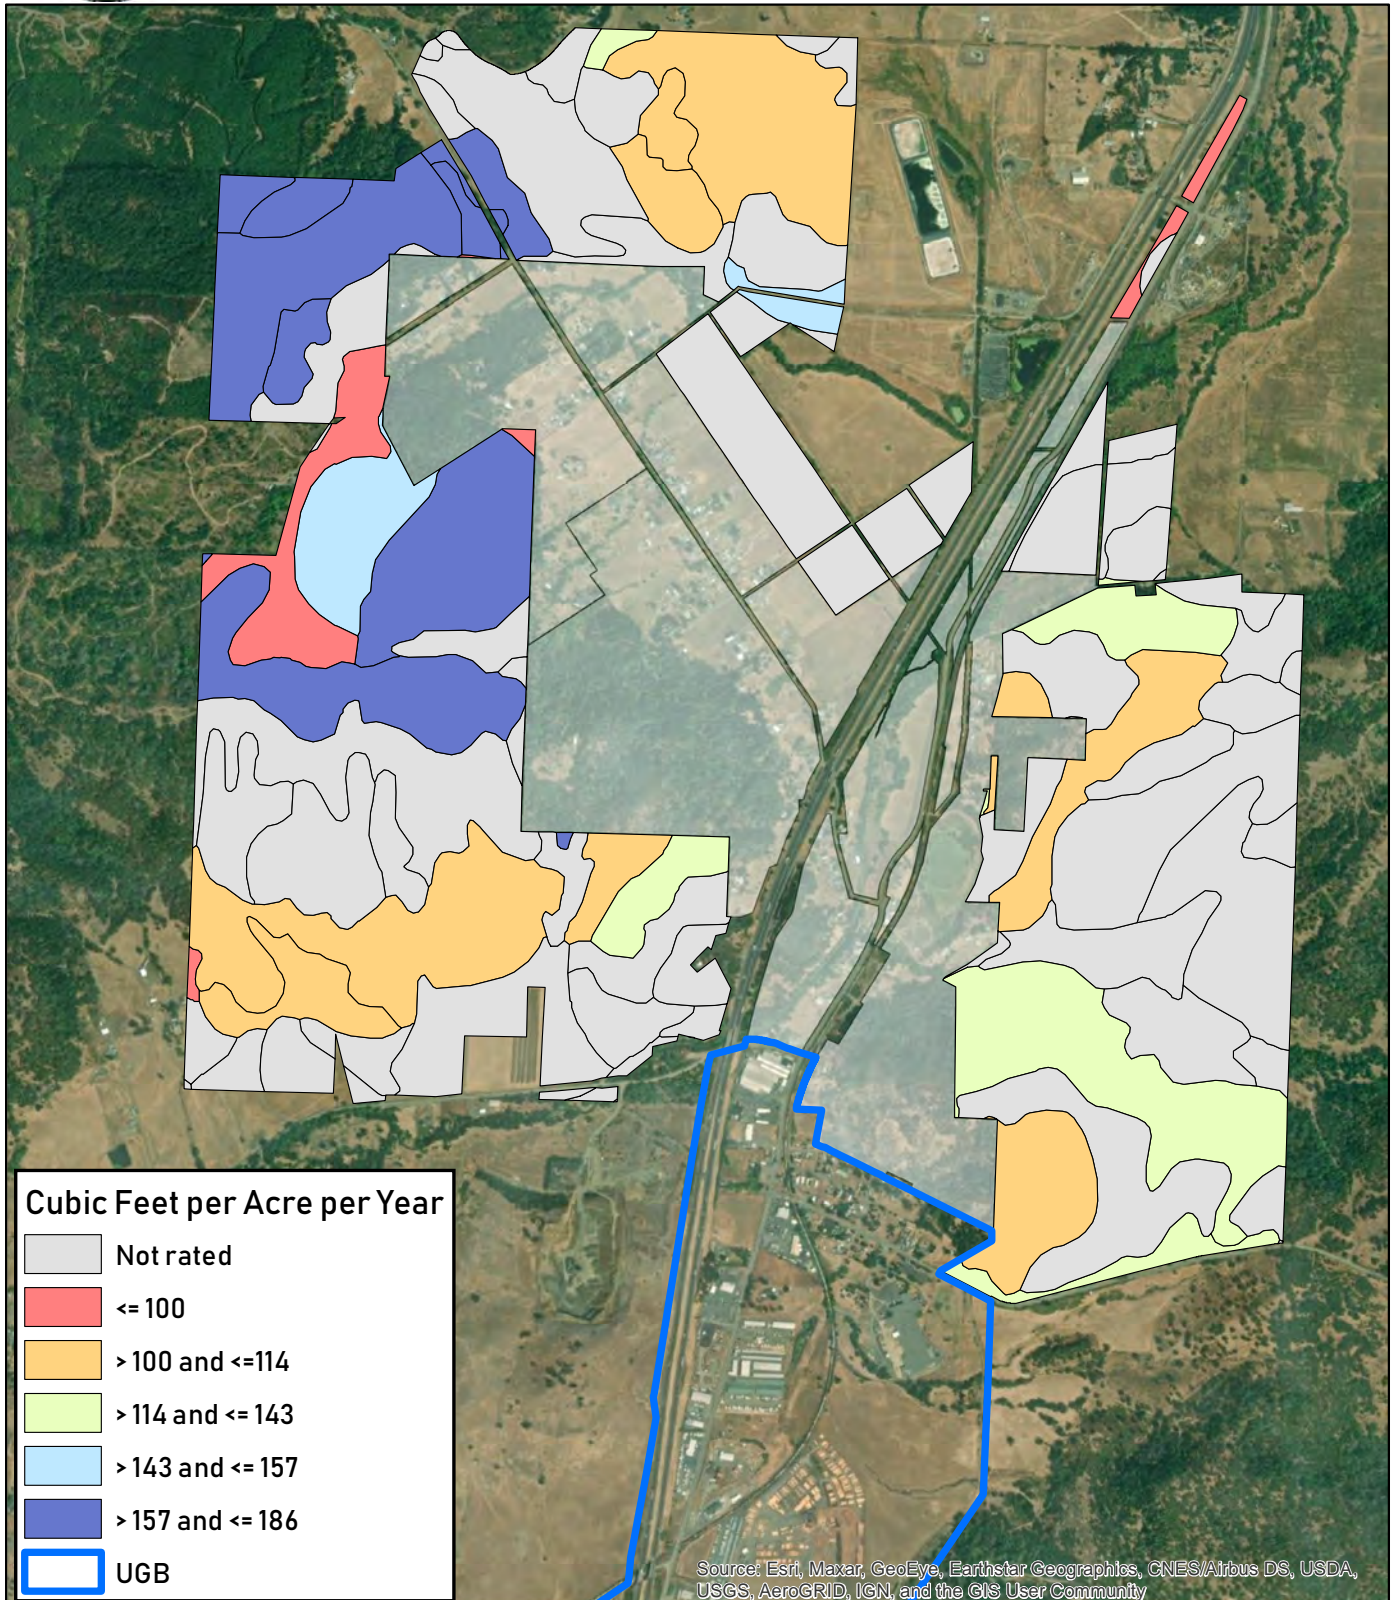 Cubic Feet per Acre per Year
Not rated
<= 100
> 100 and <=114
> 114 and <= 143
> 143 and <= 157
> 157 and <= 186
UGB
Source: Esri, Maxar, GeoEye, Earthstar Geographics, CNES/Airbus DS, USDA,
USGS, AeroGRID, IGN, and the GIS User Community